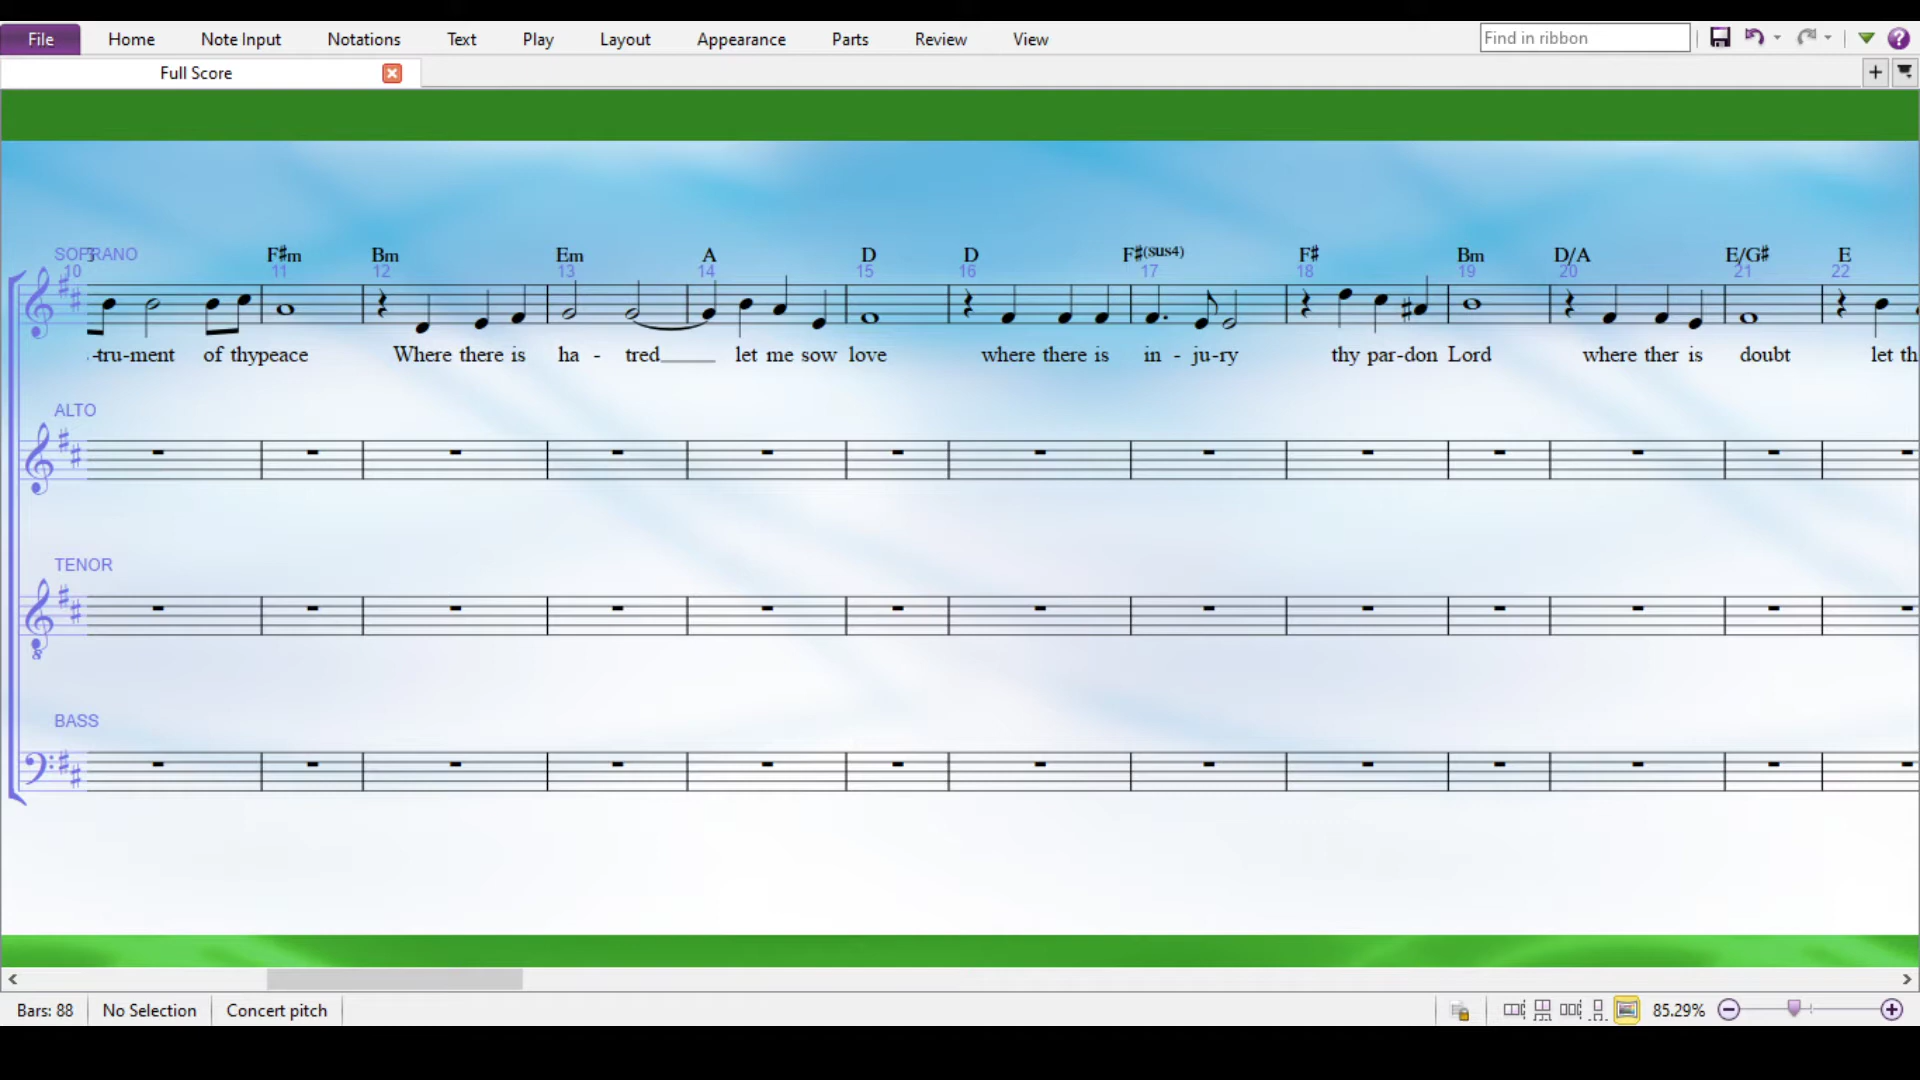 File Home Note Input Notations Text Play Layout Appearance Parts Review View Find in ribbon
Full Score
SOPRANO F♯m Bm Em A D D F♯(sus4) F♯ Bm D/A E/G♯ E
10 11 12 13 14 15 16 17 18 19 20 21 22
-tru-ment of thypeace Where there is ha - tred____ let me sow love where there is in - ju-ry thy par-don Lord where ther is doubt let th
ALTO
TENOR
8
BASS
Bars: 88 No Selection Concert pitch 85.29%